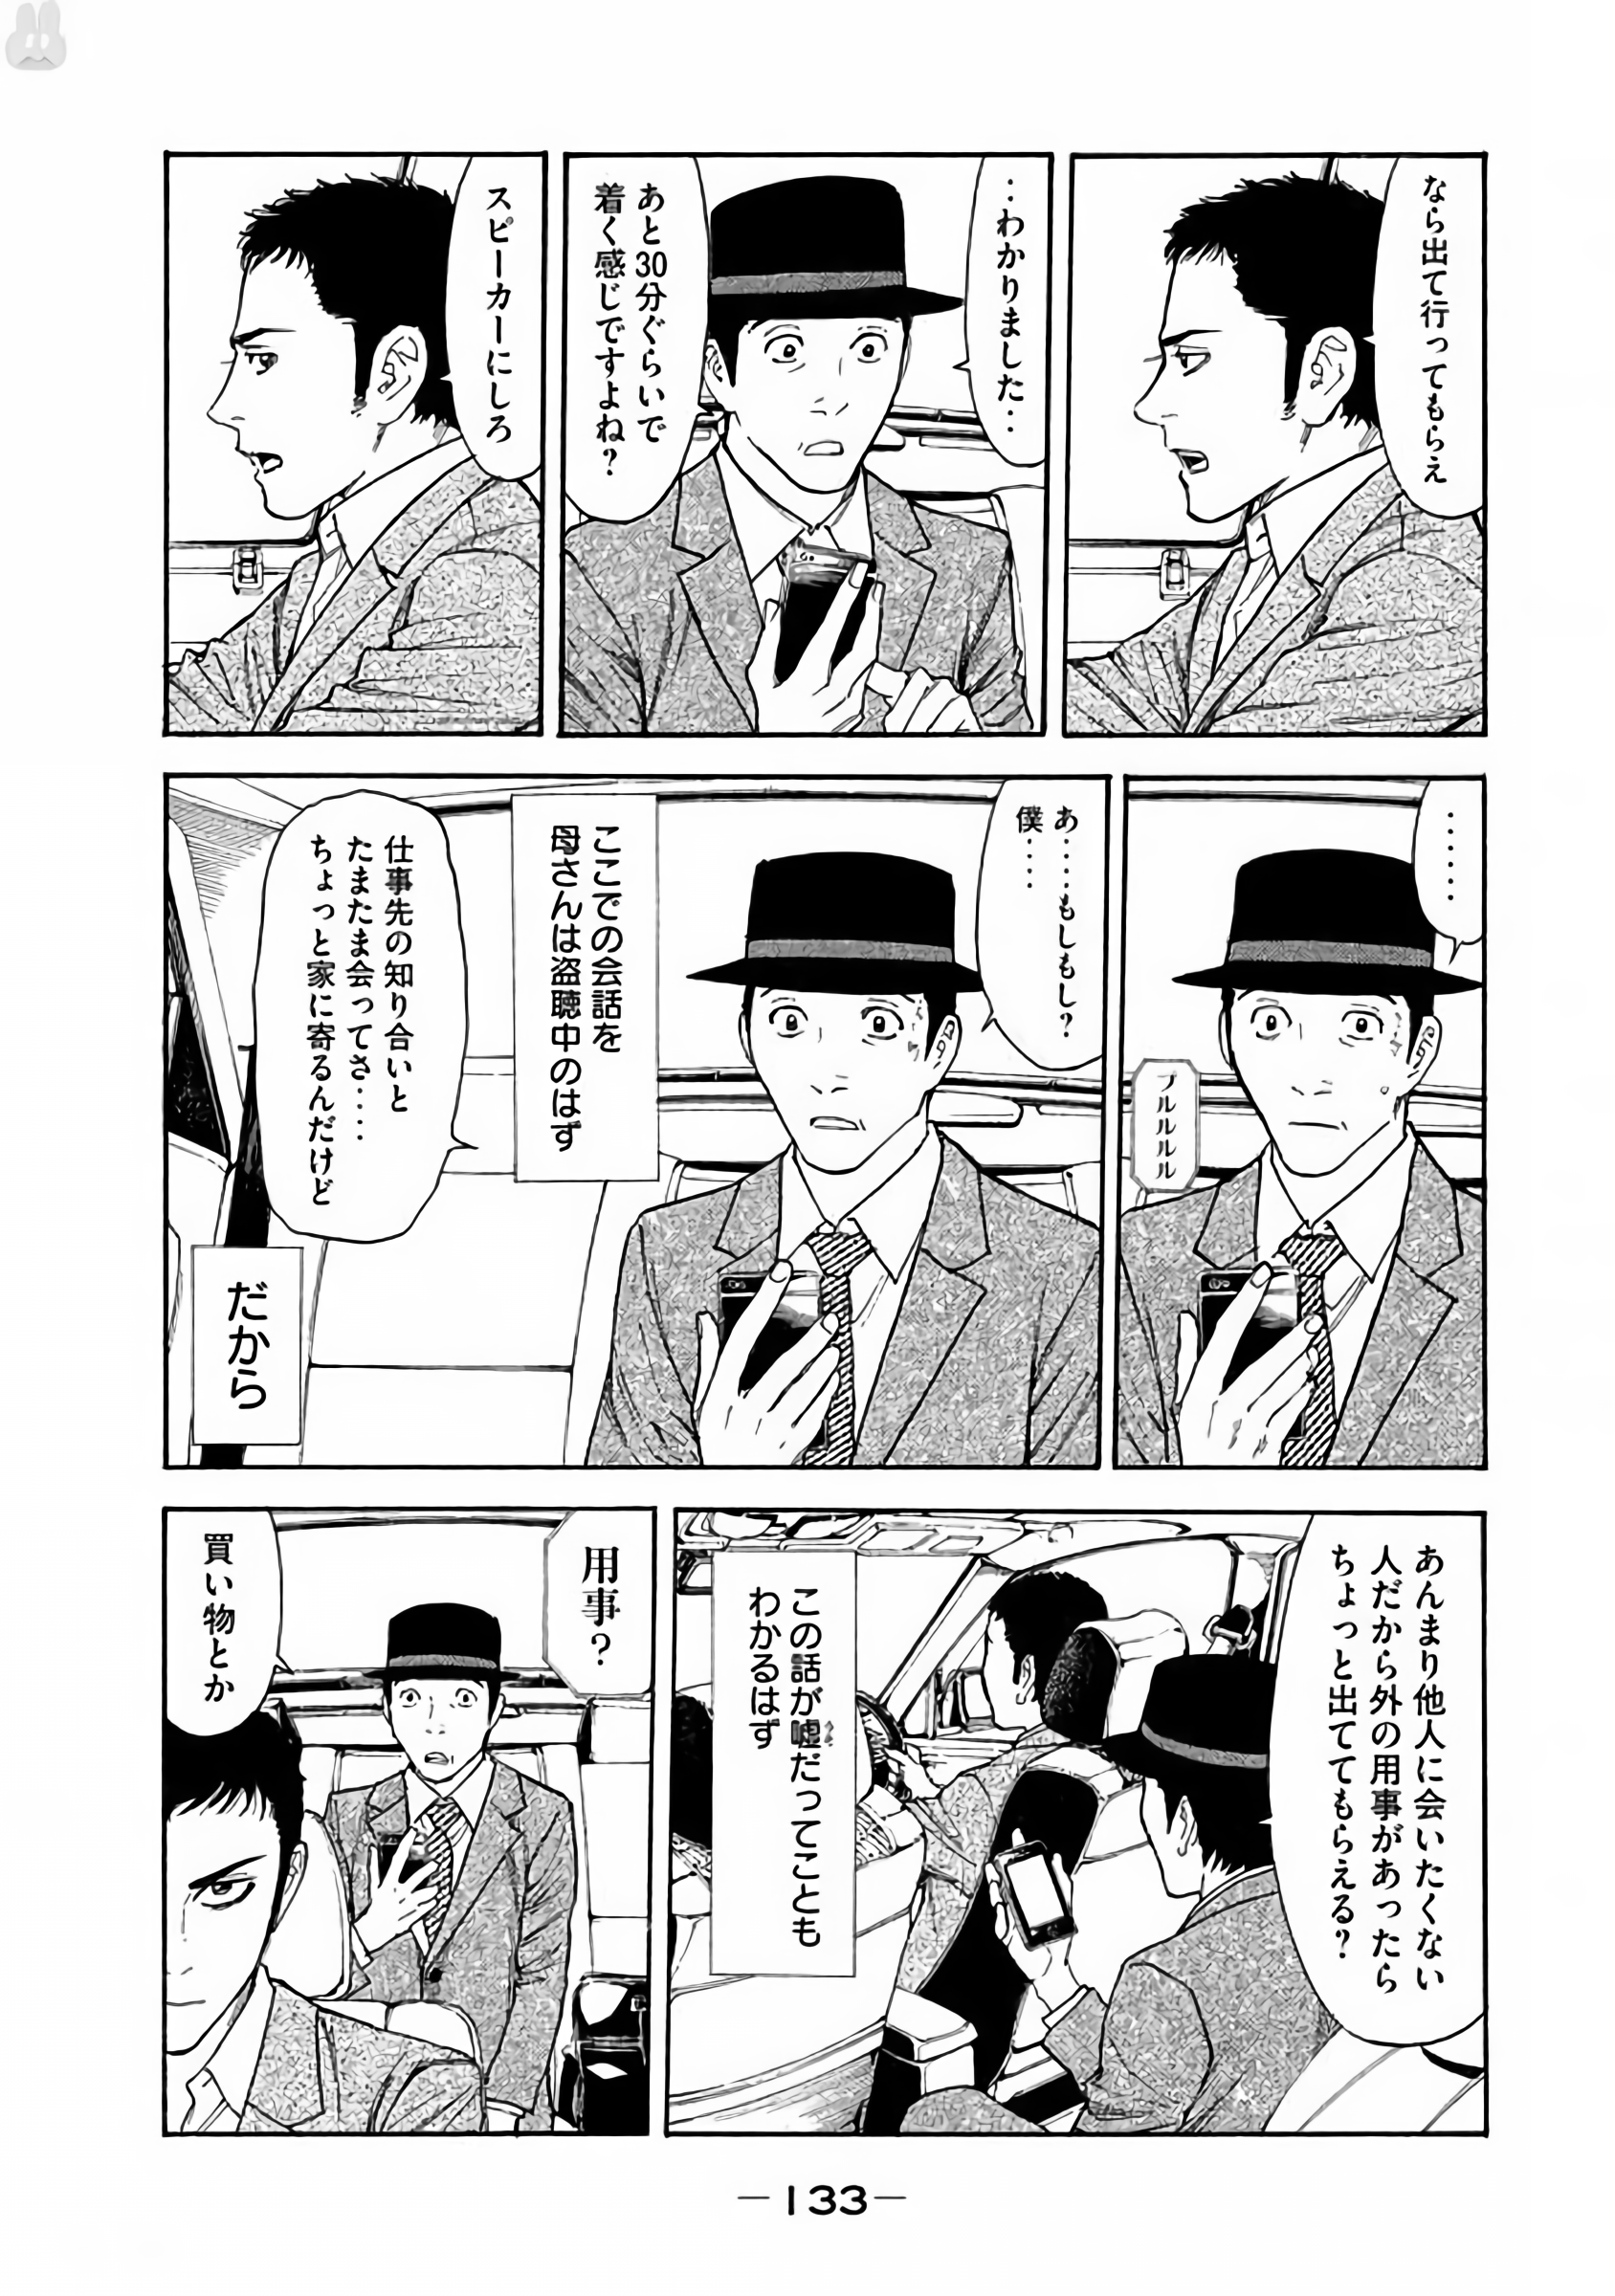 なら出て行ってもらえ
‥わかりました‥
あと30分ぐらいで
着く感じですよね?
スピーカーにしろ
‥‥‥
プルルルル
あ‥‥もしもし?
僕‥‥
ここでの会話を
母さんは盗聴中のはず
仕事先の知り合いと
たまたま会ってさ‥‥
ちょっと家に寄るんだけど
だから
あんまり他人に会いたくない
人だから外の用事があったら
ちょっと出ててもらえる?
この話が嘘だってことも
わかるはず
用事?
買い物とか
—133—